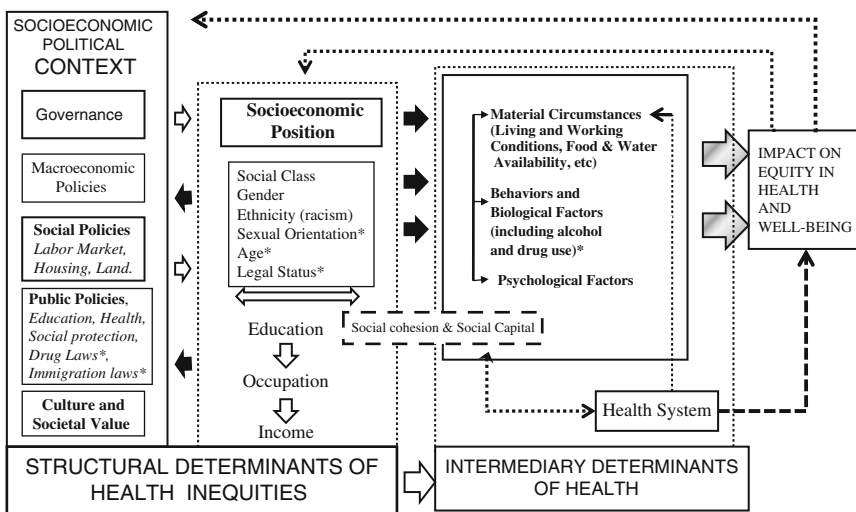 SOCIOECONOMIC
POLITICAL
CONTEXT
Governance
Macroeconomic
Policies
Social Policies
Labor Market,
Housing, Land.
Public Policies,
Education, Health,
Social protection,
Drug Laws*,
Immigration laws*
Culture and
Societal Value
Socioeconomic
Position
Social Class
Gender
Ethnicity (racism)
Sexual Orientation*
Age*
Legal Status*
Education
Occupation
Income
Social cohesion & Social Capital
Material Circumstances
(Living and Working
Conditions, Food & Water
Availability, etc)
Behaviors and
Biological Factors
(including alcohol
and drug use)*
Psychological Factors
Health System
IMPACT ON
EQUITY IN
HEALTH
AND
WELL-BEING
STRUCTURAL DETERMINANTS OF
HEALTH INEQUITIES
INTERMEDIARY DETERMINANTS
OF HEALTH